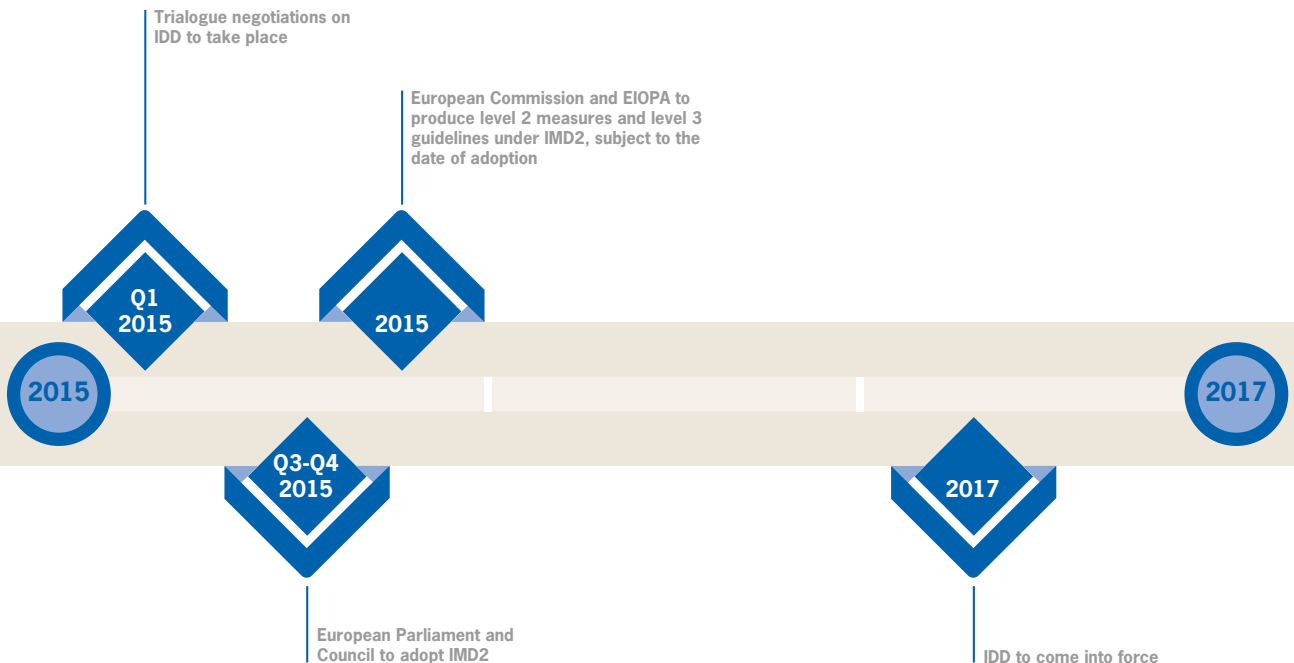 Trialogue negotiations on
IDD to take place
European Commission and EIOPA to
produce level 2 measures and level 3
guidelines under IMD2, subject to the
date of adoption
Q1
2015
2015
2015
2017
Q3-Q4
2015
2017
European Parliament and
Council to adopt IMD2
IDD to come into force